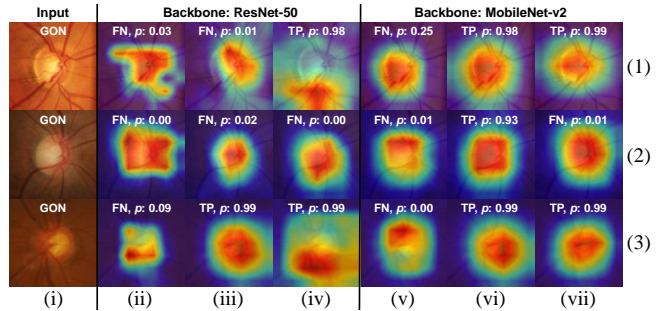 Input Backbone: ResNet-50 Backbone: MobileNet-v2
GON FN, p: 0.03 FN, p: 0.01 TP, p: 0.98 FN, p: 0.25 TP, p: 0.98 TP, p: 0.99 (1)
GON FN, p: 0.00 FN, p: 0.02 FN, p: 0.00 FN, p: 0.01 TP, p: 0.93 FN, p: 0.01 (2)
GON FN, p: 0.09 TP, p: 0.99 TP, p: 0.99 FN, p: 0.00 TP, p: 0.99 TP, p: 0.99 (3)
(i) (ii) (iii) (iv) (v) (vi) (vii)